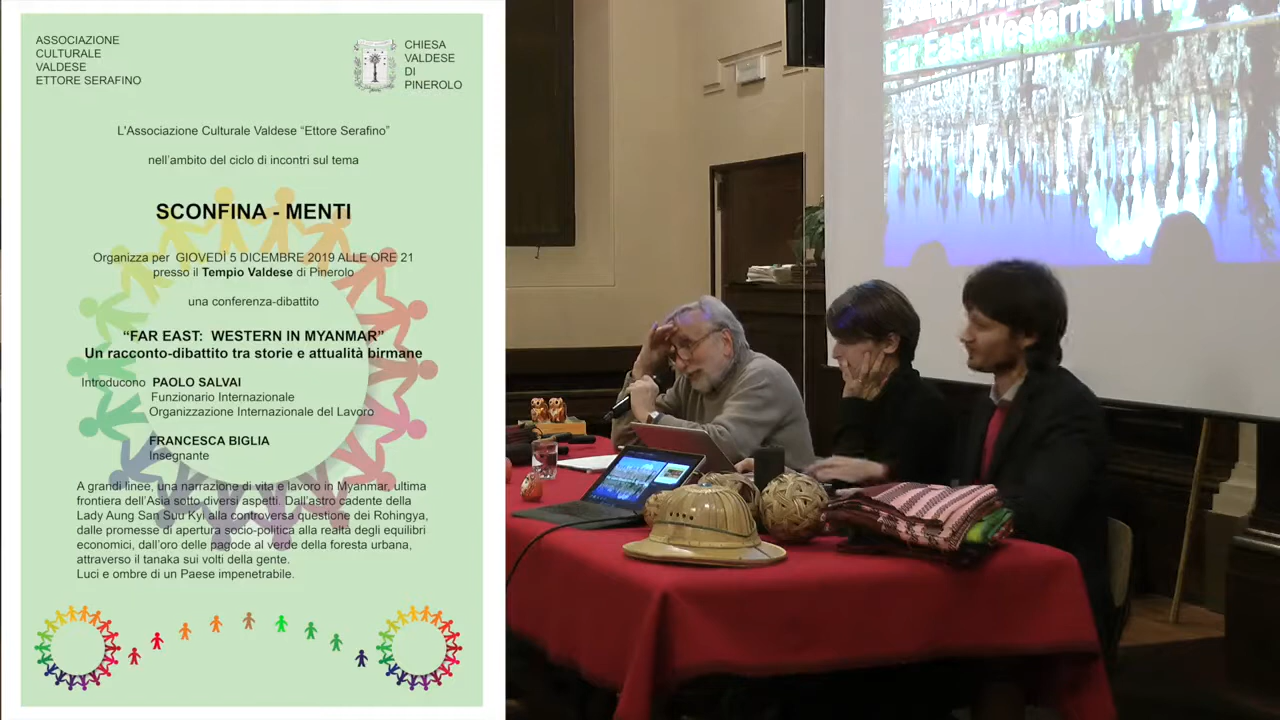 ASSOCIAZIONE
CULTURALE
VALDESE
ETTORE SERAFINO
CHIESA
VALDESE
DI
PINEROLO
L'Associazione Culturale Valdese “Ettore Serafino”
nell'ambito del ciclo di incontri sul tema
SCONFINA - MENTI
Organizza per GIOVEDÌ 5 DICEMBRE 2019 ALLE ORE 21
presso il Tempio Valdese di Pinerolo
una conferenza-dibattito
“FAR EAST: WESTERN IN MYANMAR”
Un racconto-dibattito tra storie e attualità birmane
Introducono PAOLO SALVAI
Funzionario Internazionale
Organizzazione Internazionale del Lavoro
FRANCESCA BIGLIA
Insegnante
A grandi linee, una narrazione di vita e lavoro in Myanmar, ultima
frontiera dell'Asia sotto diversi aspetti. Dall'astro cadente della
Lady Aung San Suu Kyi alla controversa questione dei Rohingya,
dalle promesse di apertura socio-politica alla realtà degli equilibri
economici, dall'oro delle pagode al verde della foresta urbana,
attraverso il tanaka sui volti della gente.
Luci e ombre di un Paese impenetrabile.
Far East: Westerns in My